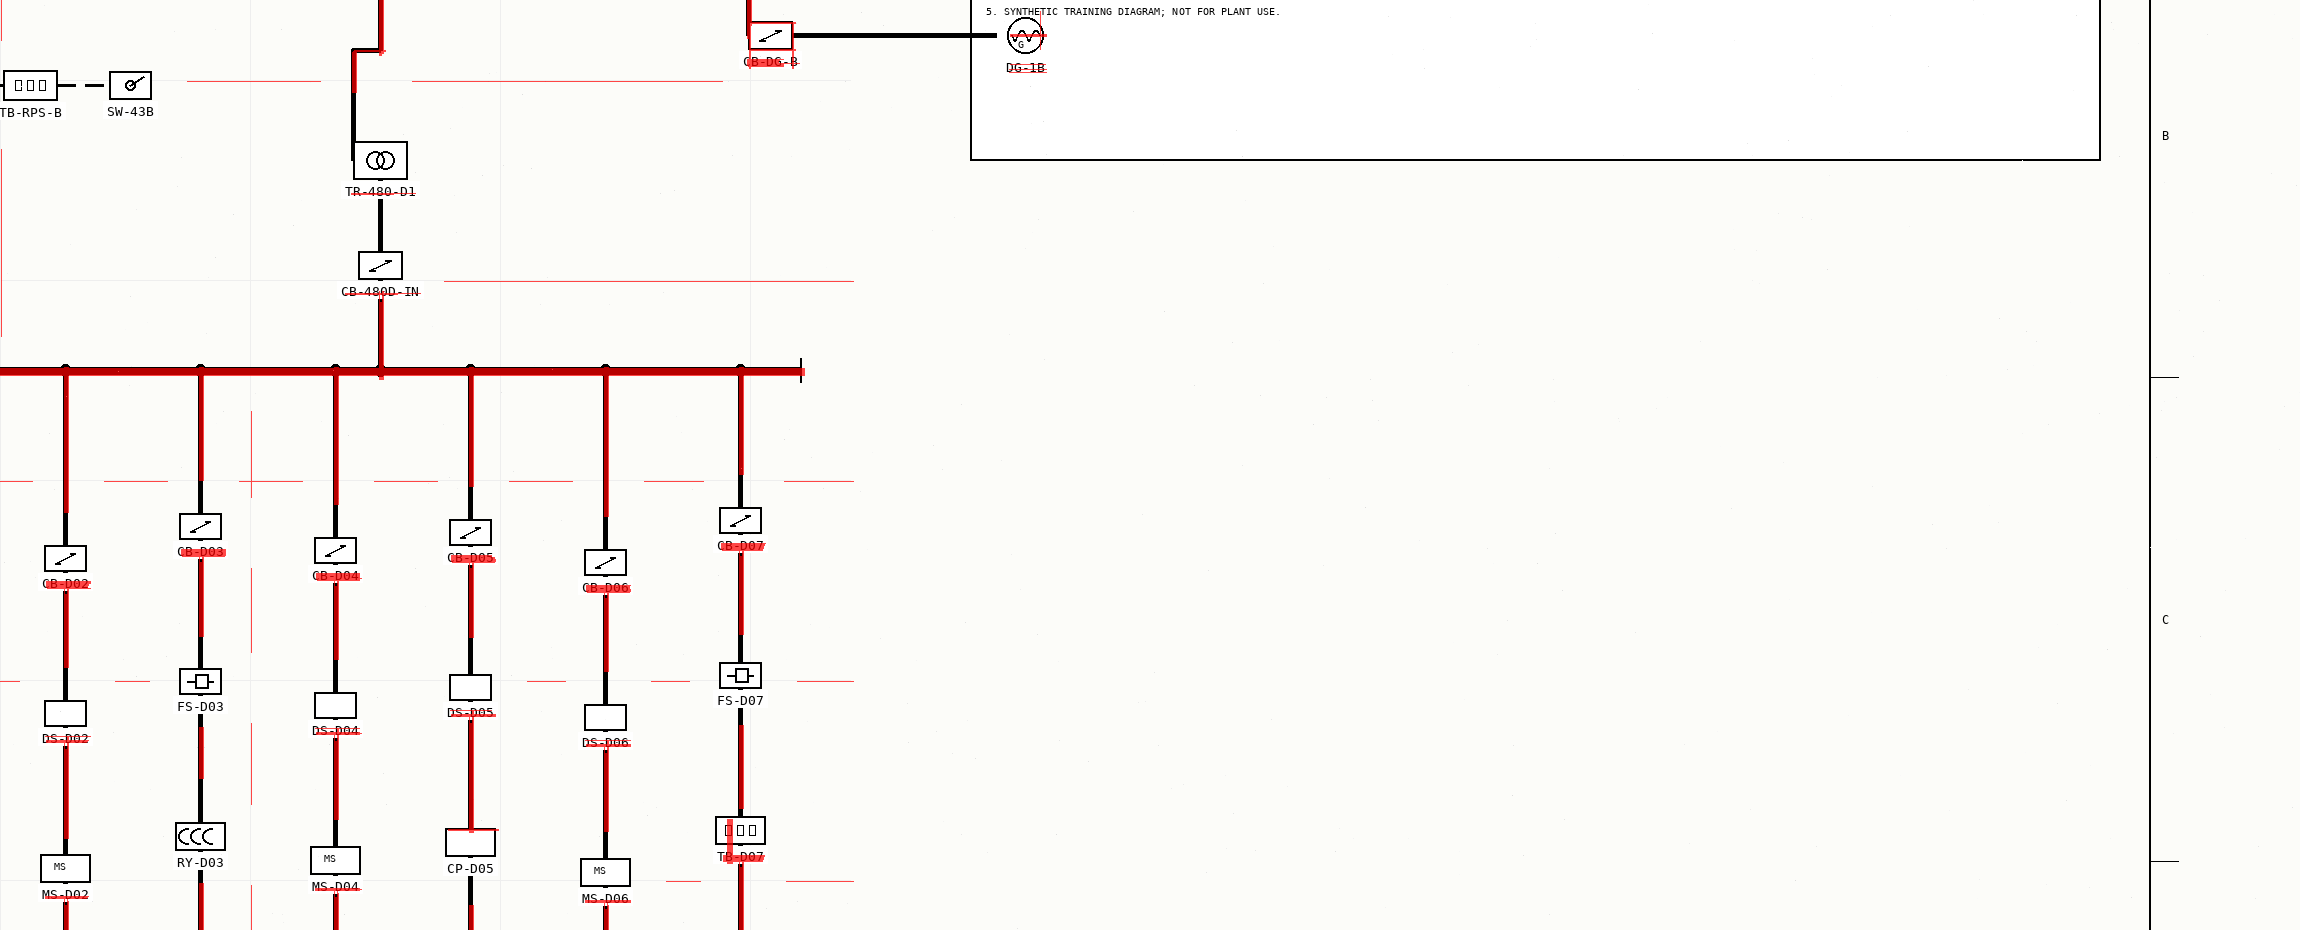 5. SYNTHETIC TRAINING DIAGRAM; NOT FOR PLANT USE.
G
CB-DG-B
DG-1B
TB-RPS-B
SW-43B
B
TR-480-D1
CB-480D-IN
CB-D03
CB-D05
CB-D07
CB-D02
CB-D04
CB-D06
C
FS-D03
FS-D07
DS-D05
DS-D02
DS-D04
DS-D06
MS
MS
MS
RY-D03
CP-D05
TB-D07
MS-D02
MS-D04
MS-D06